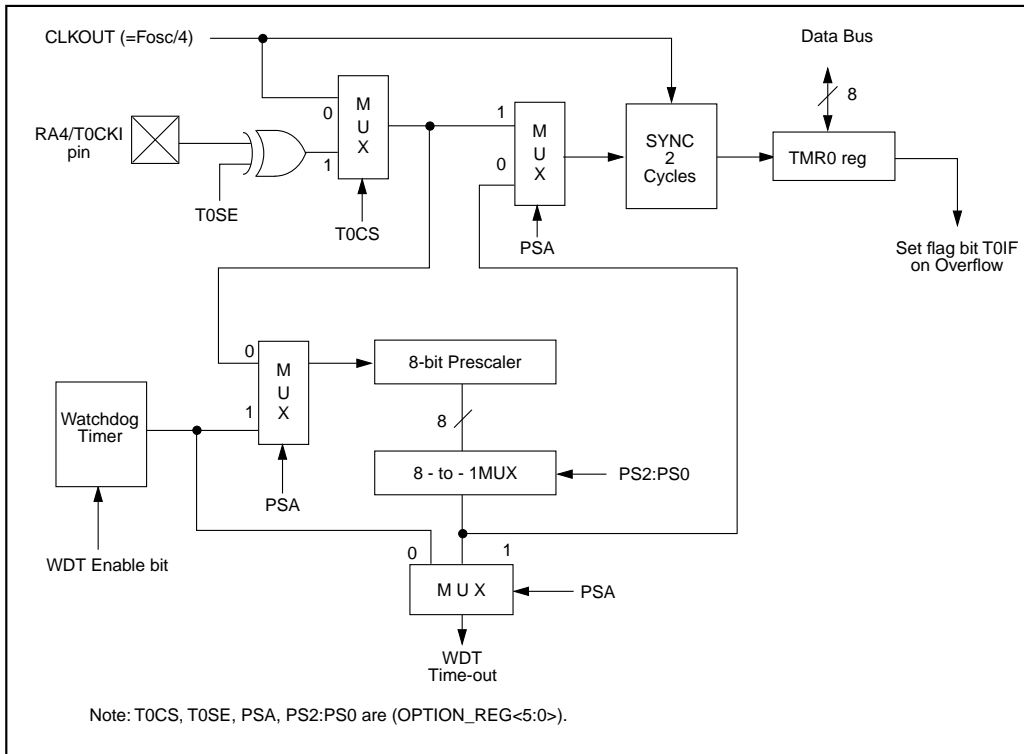 CLKOUT (=Fosc/4)
Data Bus
8
RA4/T0CKI
pin
T0SE
0
1
M
U
X
T0CS
1
0
M
U
X
PSA
SYNC
2
Cycles
TMR0 reg
Set flag bit T0IF
on Overflow
0
1
M
U
X
PSA
8-bit Prescaler
8
8 - to - 1MUX
PS2:PS0
Watchdog
Timer
WDT Enable bit
0
1
M U X
PSA
WDT
Time-out
Note: T0CS, T0SE, PSA, PS2:PS0 are (OPTION_REG<5:0>).